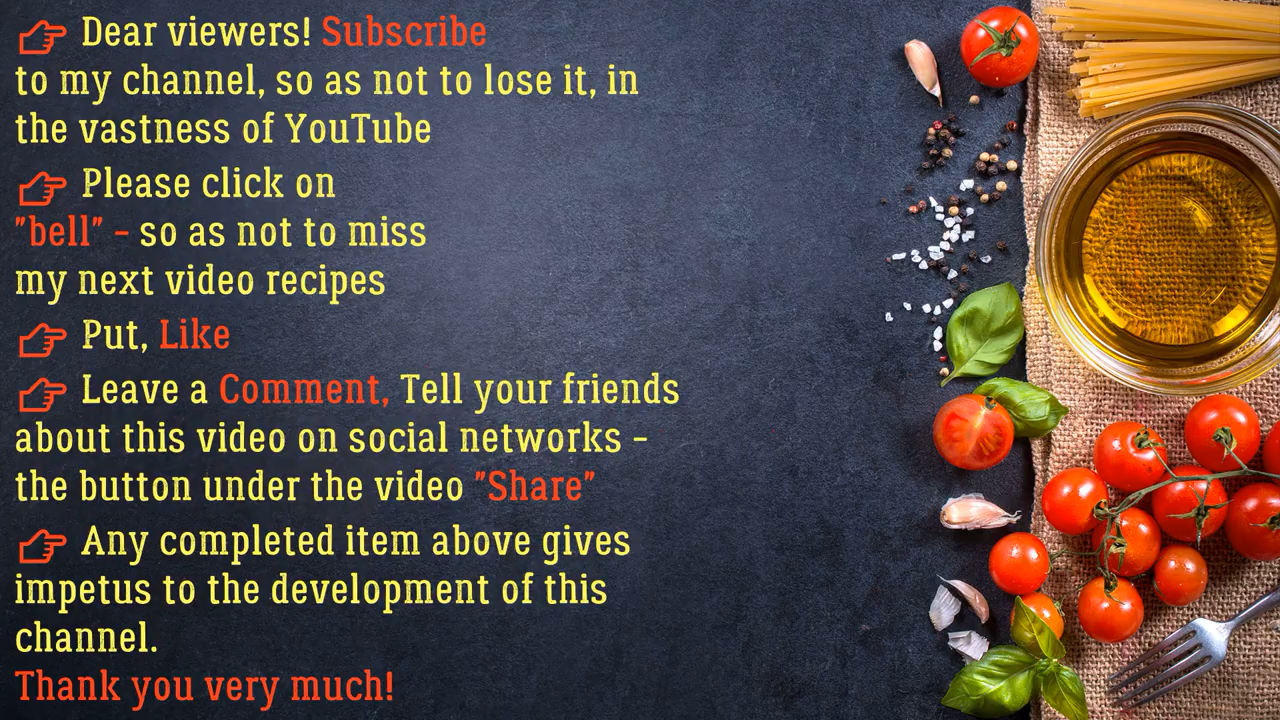 Dear viewers! Subscribe
to my channel, so as not to lose it, in
the vastness of YouTube
Please click on
"bell" - so as not to miss
my next video recipes
Put, Like
Leave a Comment, Tell your friends
about this video on social networks -
the button under the video "Share"
Any completed item above gives
impetus to the development of this
channel.
Thank you very much!